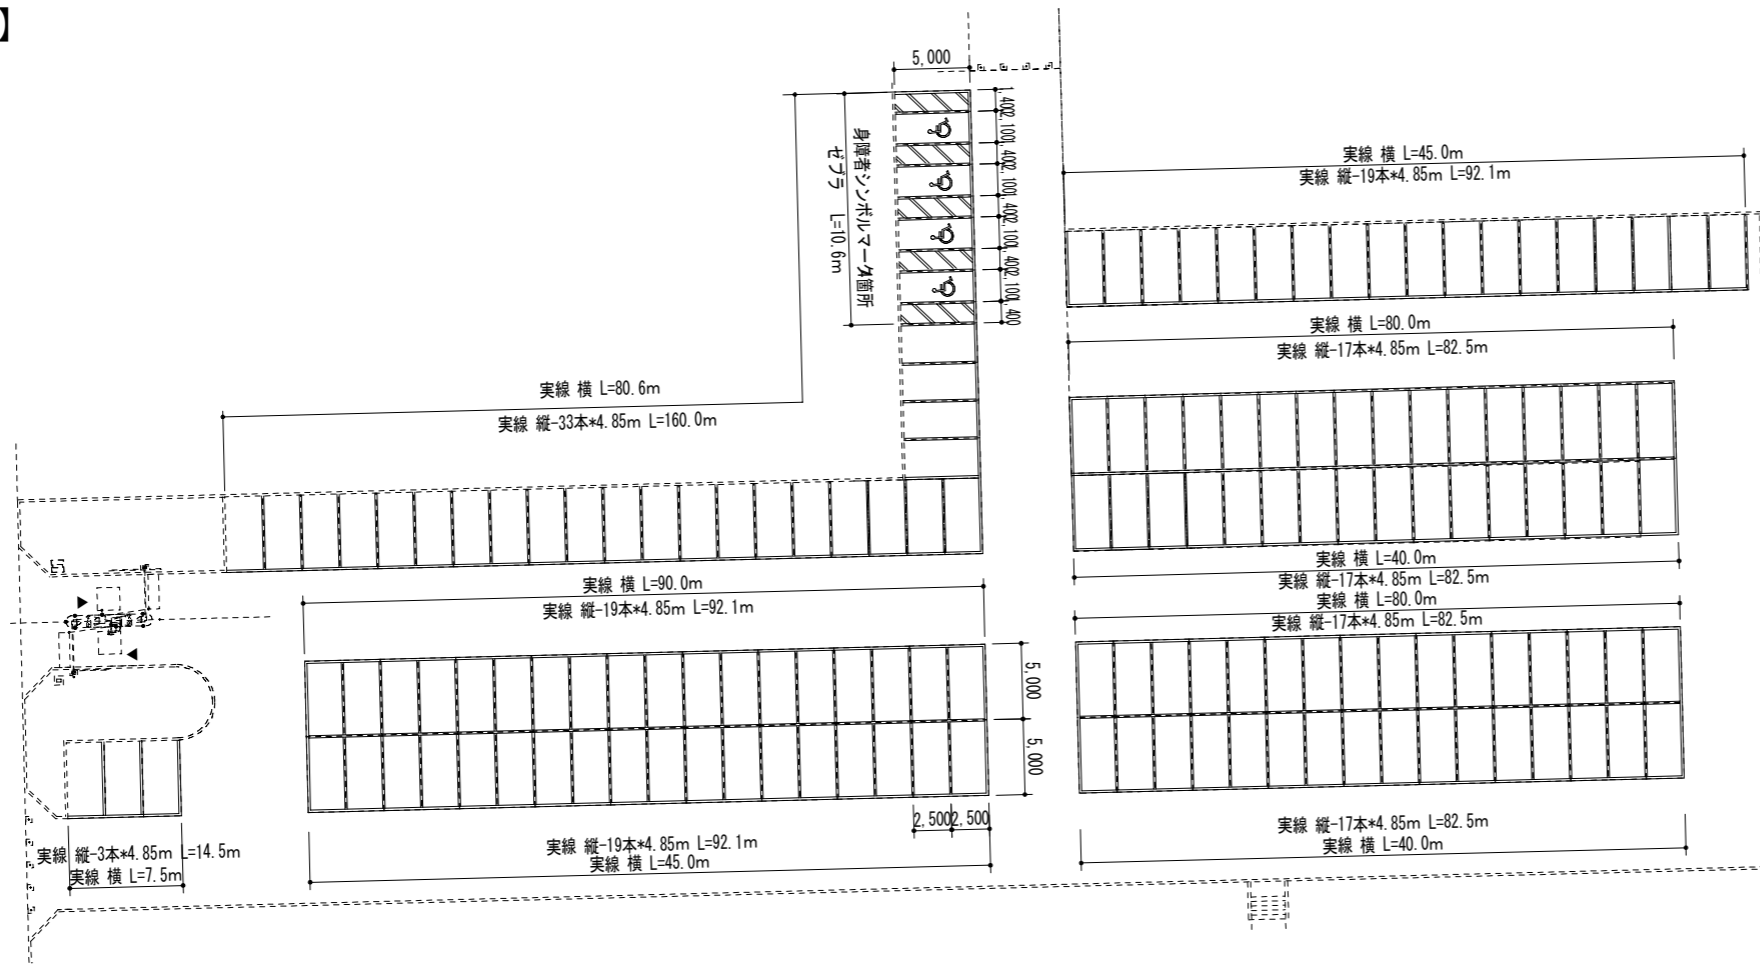 】
5,000
1,400
2,100
1,400
2,100
1,400
2,100
1,400
2,100
1,400
身障者シンボルマーク4箇所
ゼブラ L=10.6m
実線 横 L=45.0m
実線 縦-19本*4.85m L=92.1m
実線 横 L=80.0m
実線 縦-17本*4.85m L=82.5m
実線 横 L=80.6m
実線 縦-33本*4.85m L=160.0m
実線 横 L=40.0m
実線 縦-17本*4.85m L=82.5m
実線 横 L=80.0m
実線 縦-17本*4.85m L=82.5m
実線 横 L=90.0m
実線 縦-19本*4.85m L=92.1m
5,000
5,000
2,500
2,500
実線 縦-3本*4.85m L=14.5m
実線 横 L=7.5m
実線 縦-19本*4.85m L=92.1m
実線 横 L=45.0m
実線 縦-17本*4.85m L=82.5m
実線 横 L=40.0m